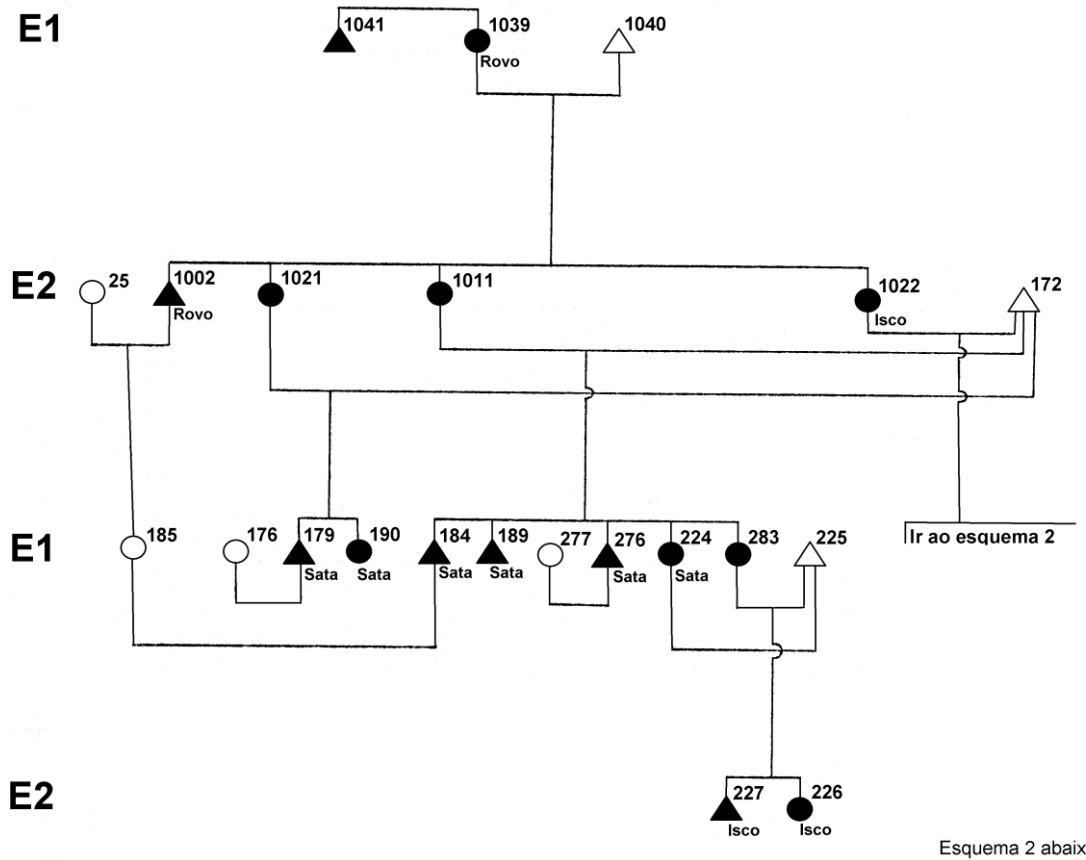 E1
1041 1039 1040
Rovo
E2
25 1002 1021 1011 1022 172
Rovo Isco
E1
185 176 179 190 184 189 277 276 224 283 225
Sata Sata Sata Sata Sata Sata
Ir ao esquema 2
E2
227 226
Isco Isco
Esquema 2 abaix